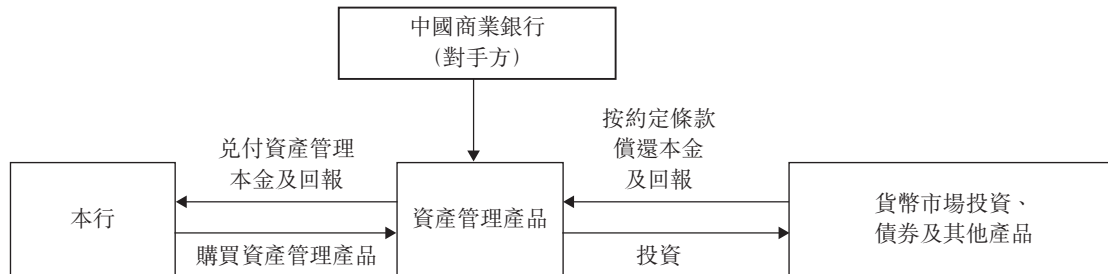 中國商業銀行
(對手方)
按約定條款
償還本金
及回報
兑付資產管理
本金及回報
本行
資產管理產品
貨幣市場投資、
債券及其他產品
購買資產管理產品
投資